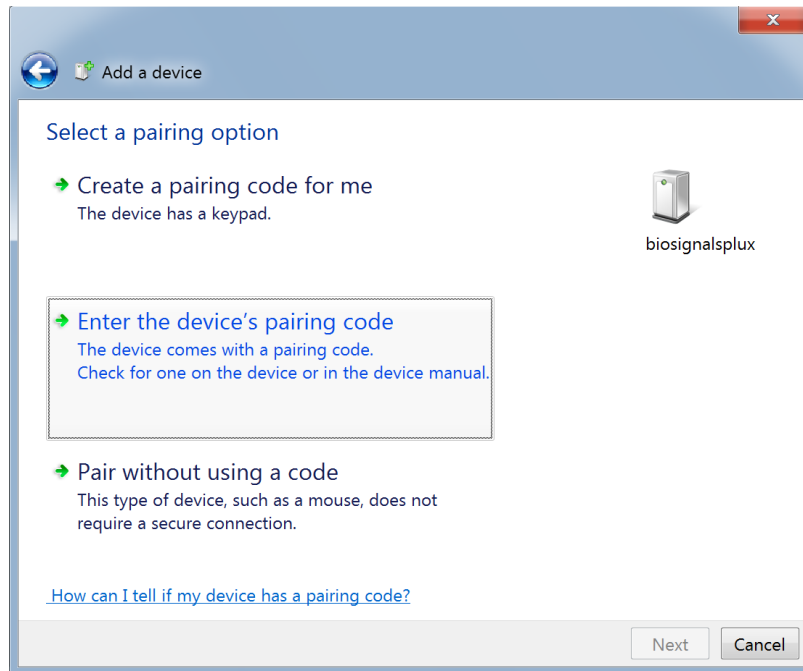 Add a device
Select a pairing option
Create a pairing code for me
The device has a keypad.
biosignalsplux
Enter the device's pairing code
The device comes with a pairing code.
Check for one on the device or in the device manual.
Pair without using a code
This type of device, such as a mouse, does not
require a secure connection.
How can I tell if my device has a pairing code?
Next Cancel